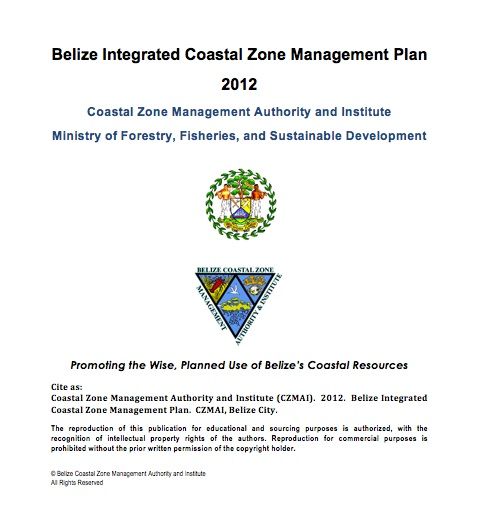 Belize Integrated Coastal Zone Management Plan
2012
Coastal Zone Management Authority and Institute
Ministry of Forestry, Fisheries, and Sustainable Development
BELIZE COASTAL ZONE
MANAGEMENT
AUTHORITY & INSTITUTE
Promoting the Wise, Planned Use of Belize's Coastal Resources
Cite as:
Coastal Zone Management Authority and Institute (CZMAI). 2012. Belize Integrated
Coastal Zone Management Plan. CZMAI, Belize City.
The reproduction of this publication for educational and sourcing purposes is authorized, with the
recognition of intellectual property rights of the authors. Reproduction for commercial purposes is
prohibited without the prior written permission of the copyright holder.
© Belize Coastal Zone Management Authority and Institute
All Rights Reserved